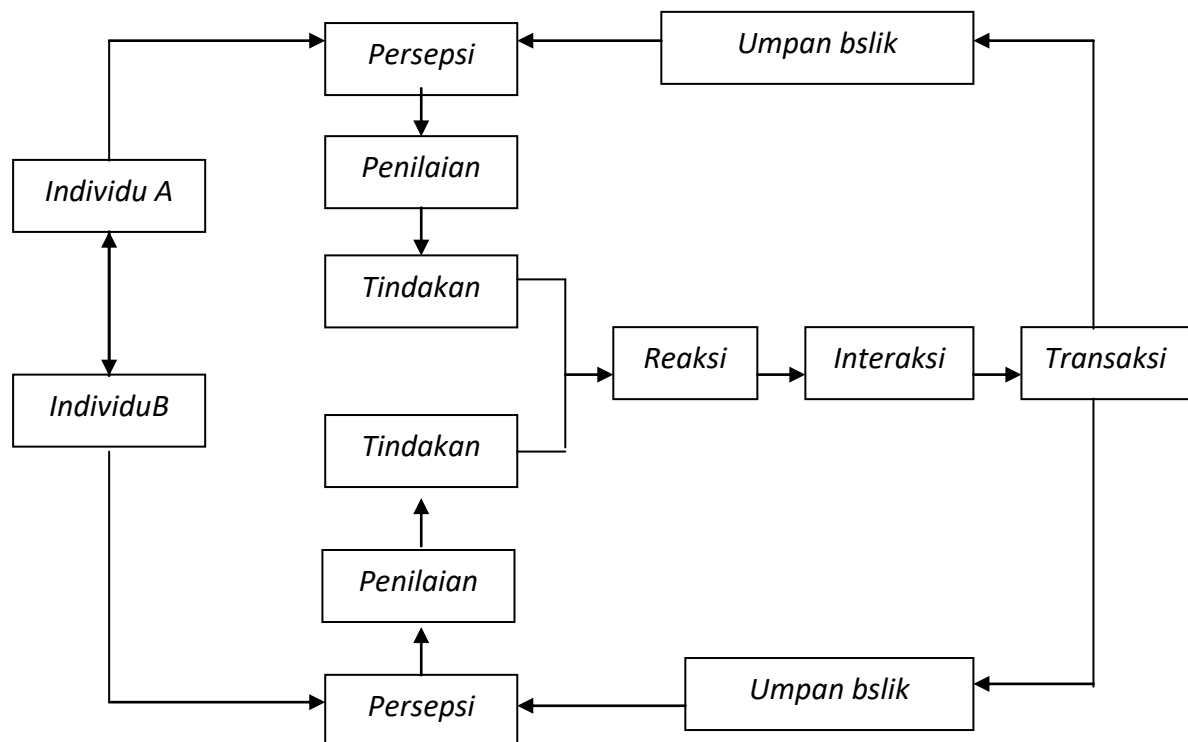 Persepsi
Umpan bslik
Penilaian
Individu A
Tindakan
Reaksi
Interaksi
Transaksi
IndividuB
Tindakan
Penilaian
Umpan bslik
Persepsi